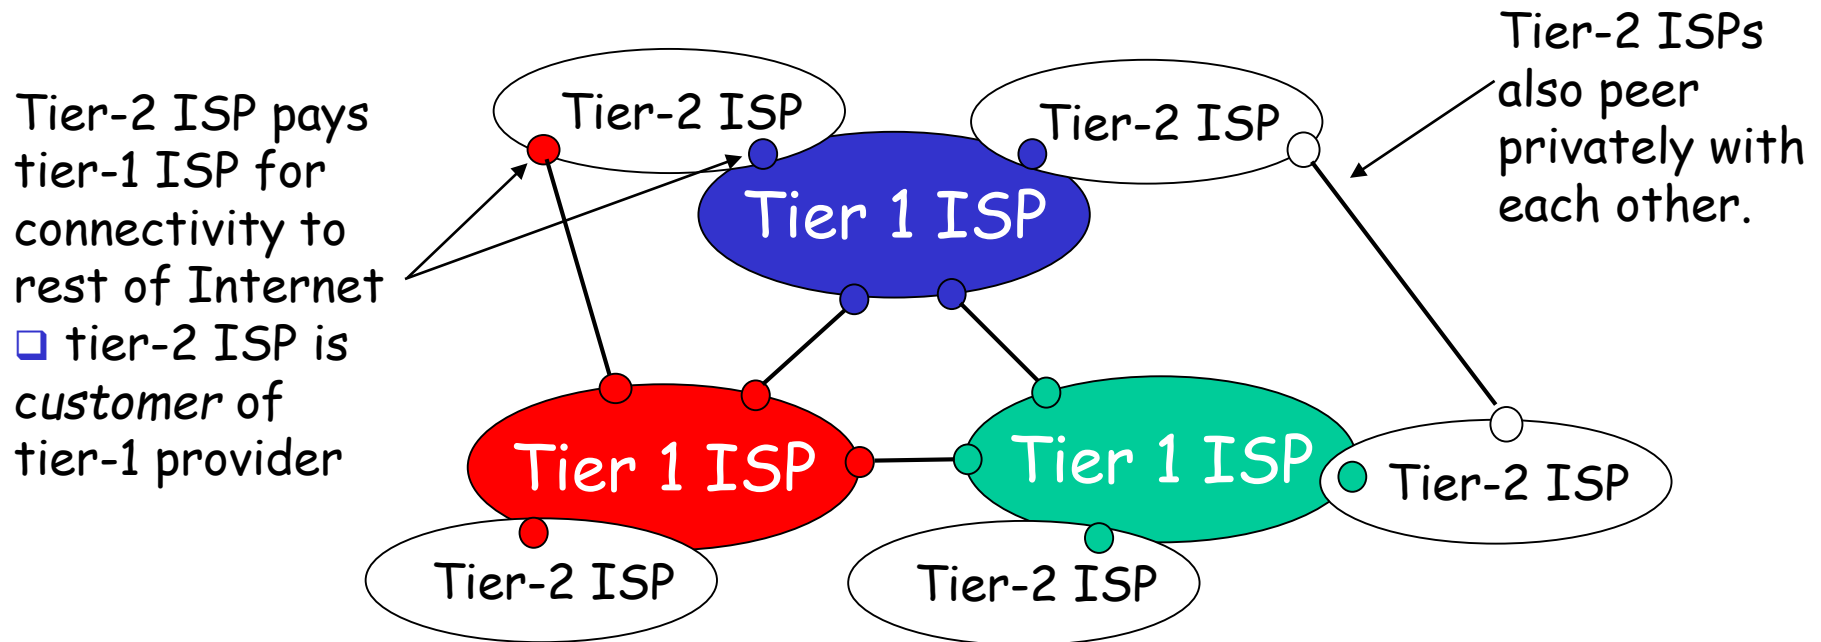 Tier-2 ISP pays
tier-1 ISP for
connectivity to
rest of Internet
❑ tier-2 ISP is
customer of
tier-1 provider
Tier-2 ISP
Tier-2 ISP
Tier-2 ISPs
also peer
privately with
each other.
Tier 1 ISP
Tier 1 ISP
Tier 1 ISP
Tier-2 ISP
Tier-2 ISP
Tier-2 ISP